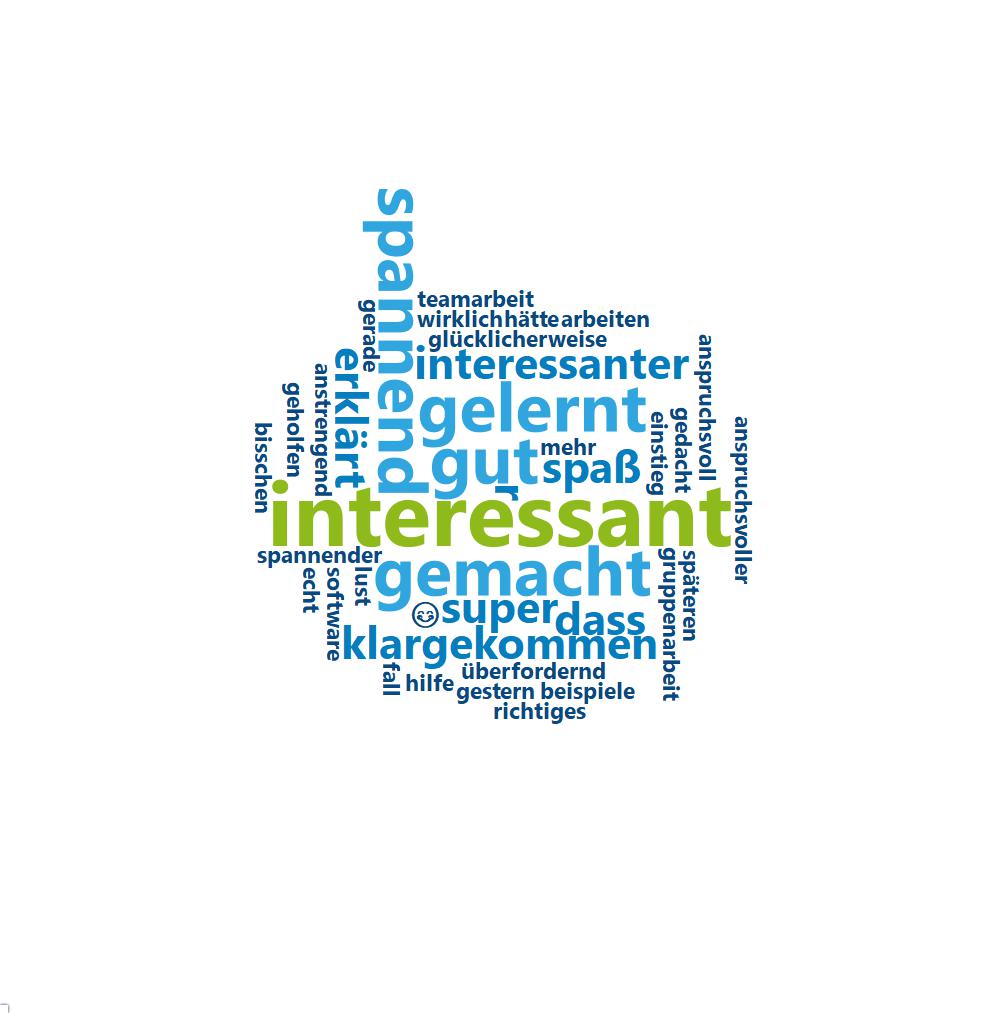 spannend
teamarbeit
gerade
wirklich hätte arbeiten
glücklicherweise
anspruchsvoll
erklärt
interessanter
anstrengend
geholfen
gelernt
gedacht
einstieg
anspruchsvoller
bisschen
gut
mehr
spaß
r
interessant
spannender
gemacht
gruppenarbeit
späteren
lust
echt
software
😊
super
dass
klargekommen
fall
hilfe
überfordernd
gestern beispiele
richtiges